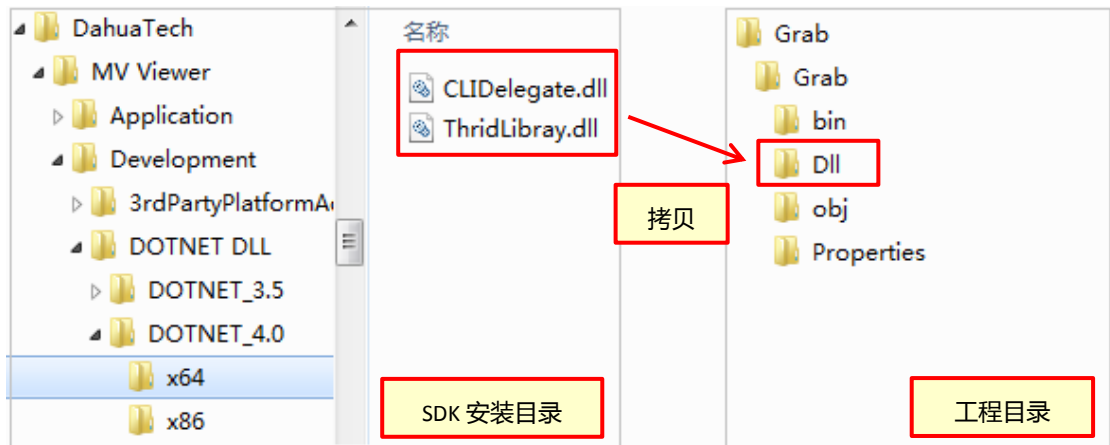 DahuaTech
MV Viewer
Application
Development
3rdPartyPlatformA
DOTNET DLL
DOTNET_3.5
DOTNET_4.0
x64
x86
名称
CLIDelegate.dll
ThridLibray.dll
SDK 安装目录
拷贝
Grab
Grab
bin
Dll
obj
Properties
工程目录